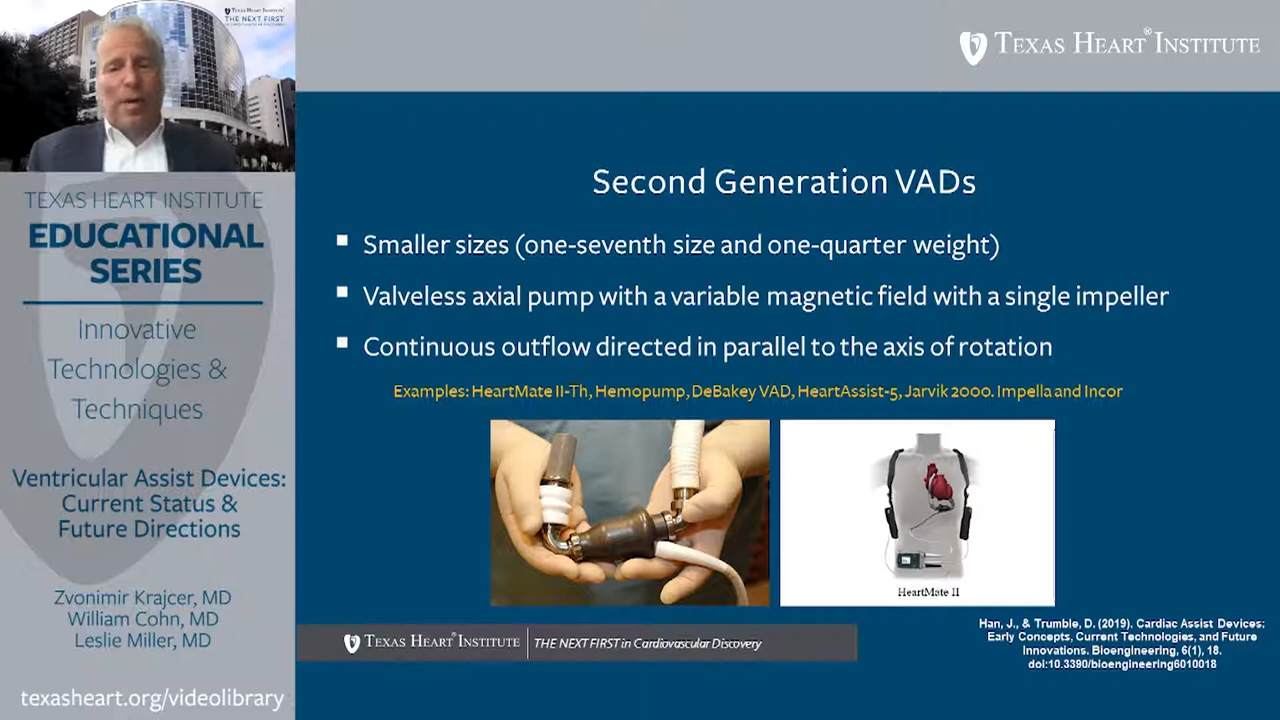 Texas Heart Institute®
THE NEXT FIRST
TEXAS HEART INSTITUTE
EDUCATIONAL
SERIES
Innovative
Technologies &
Techniques
Ventricular Assist Devices:
Current Status &
Future Directions
Zvonimir Krajcer, MD
William Cohn, MD
Leslie Miller, MD
texasheart.org/videolibrary
TEXAS HEART® INSTITUTE
Second Generation VADs
▪ Smaller sizes (one-seventh size and one-quarter weight)
▪ Valveless axial pump with a variable magnetic field with a single impeller
▪ Continuous outflow directed in parallel to the axis of rotation
Examples: HeartMate II-Th, Hemopump, DeBakey VAD, HeartAssist-5, Jarvik 2000. Impella and Incor
HeartMate II
TEXAS HEART® INSTITUTE | THE NEXT FIRST in Cardiovascular Discovery
Han, J., & Trumble, D. (2019). Cardiac Assist Devices:
Early Concepts, Current Technologies, and Future
Innovations. Bioengineering, 6(1), 18.
doi:10.3390/bioengineering6010018